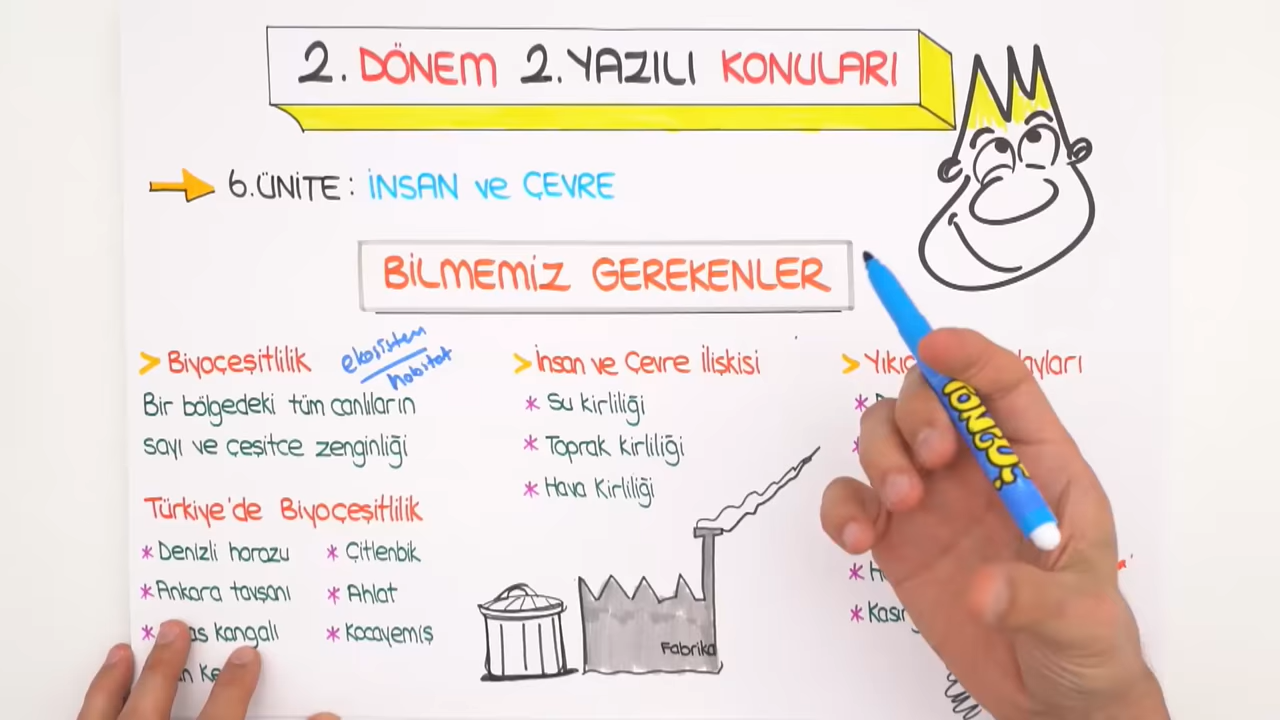 2. DÖNEM 2. YAZILI KONULARI
6. ÜNİTE: İNSAN ve ÇEVRE
BİLMEMİZ GEREKENLER
> Biyoçeşitlilik
ekosistem
habitat
Bir bölgedeki tüm canlıların
sayı ve çeşitçe zenginliği
Türkiye'de Biyoçeşitlilik
* Denizli horozu
* Ankara tavşanı
kangalı
* Çitlenbik
* Ahlat
* Kocayemiş
> İnsan ve Çevre İlişkisi
* Su kirliliği
* Toprak kirliliği
* Hava Kirliliği
Fabrika
TONGUÇ